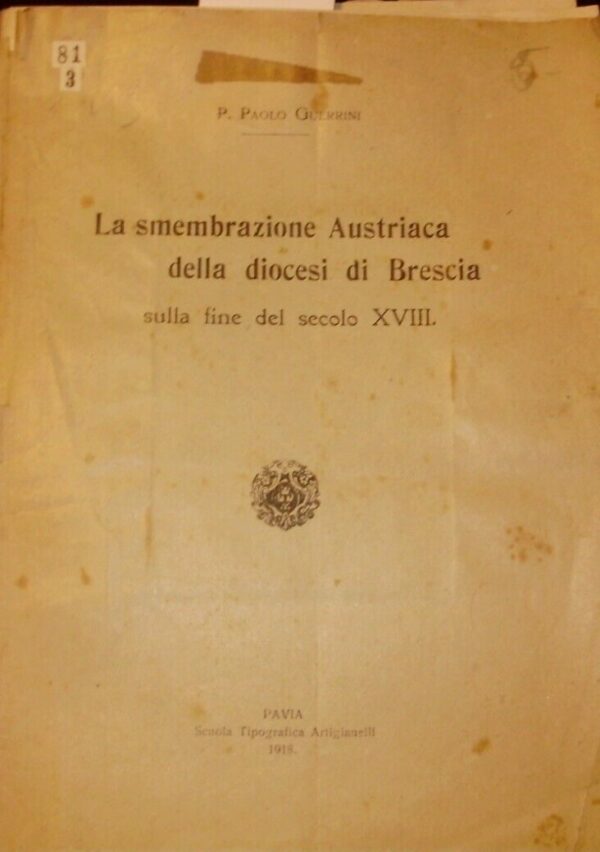 81
3
P. PAOLO GUERRINI
La smembrazione Austriaca
della diocesi di Brescia
sulla fine del secolo XVIII.
PAVIA
Scuola Tipografica Artigianelli
1918.